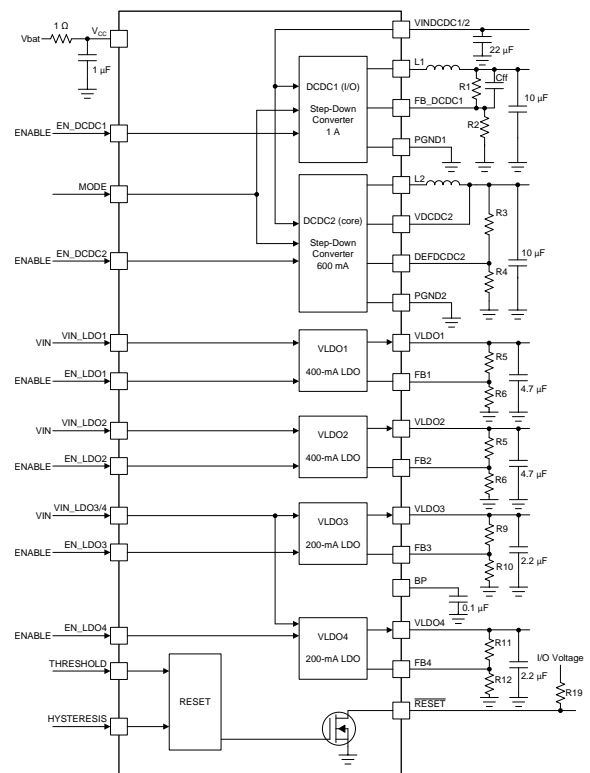 VINDCDC1/2
1 Ω
Vbat
VCC
1 μF
22 μF
L1
Cff
R1
DCDC1 (I/O)
Step-Down
Converter
1 A
FB_DCDC1
10 μF
R2
ENABLE
EN_DCDC1
PGND1
MODE
L2
DCDC2 (core)
Step-Down
Converter
600 mA
VDCDC2
R3
10 μF
ENABLE
EN_DCDC2
DEFDCDC2
R4
PGND2
VIN
VIN_LDO1
VLDO1
400-mA LDO
VLDO1
R5
ENABLE
EN_LDO1
FB1
R6
4.7 μF
VIN
VIN_LDO2
VLDO2
400-mA LDO
VLDO2
R5
ENABLE
EN_LDO2
FB2
R6
4.7 μF
VIN
VIN_LDO3/4
VLDO3
200-mA LDO
VLDO3
R9
ENABLE
EN_LDO3
FB3
R10
2.2 μF
BP
0.1 μF
ENABLE
EN_LDO4
VLDO4
200-mA LDO
VLDO4
R11
FB4
R12
2.2 μF
I/O Voltage
R19
THRESHOLD
RESET
HYSTERESIS
RESET